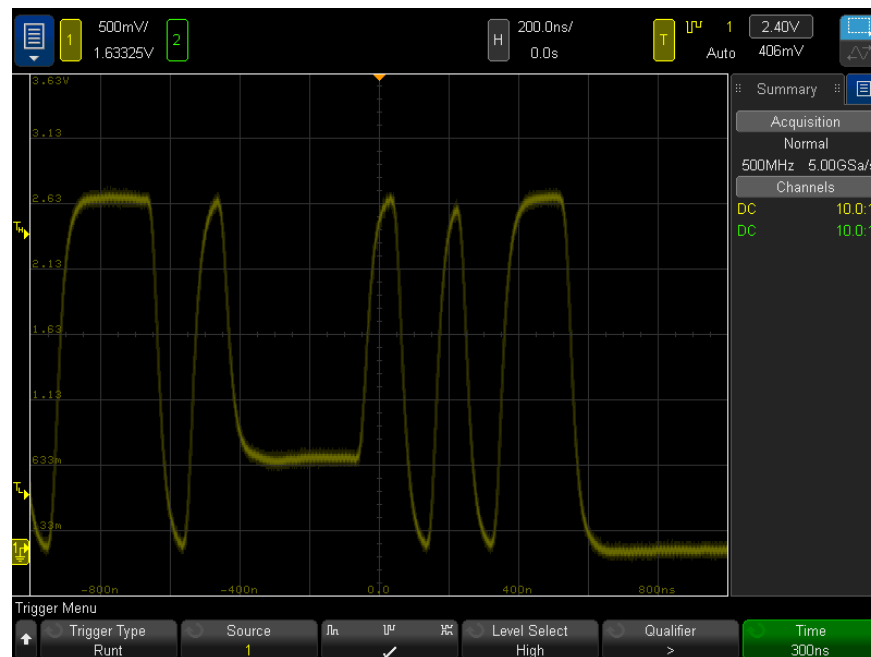 500mV/
1
1.63325V
2
H
200.0ns/
0.0s
T
1
Auto
2.40V
406mV
3.63V
3.13
2.63
2.13
1.63
1.13
633m
133m
TH
TL
-800n
-400n
0.0
400n
800ns
Summary
Acquisition
Normal
500MHz 5.00GSa/s
Channels
DC 10.0:1
DC 10.0:1
Trigger Menu
Trigger Type
Runt
Source
1
Level Select
High
Qualifier
>
Time
300ns